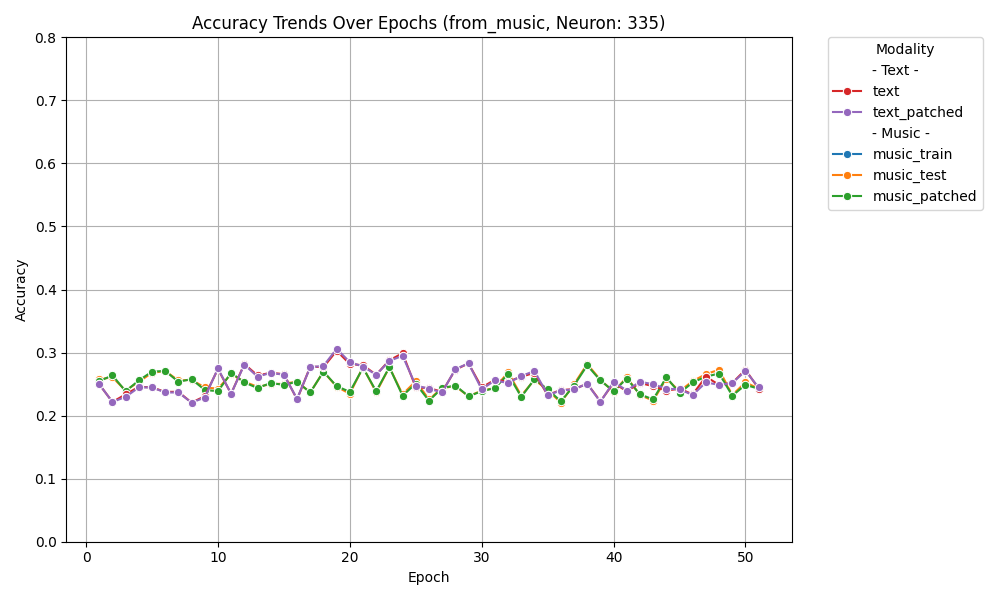 Accuracy Trends Over Epochs (from_music, Neuron: 335)
Accuracy
0.8
0.7
0.6
0.5
0.4
0.3
0.2
0.1
0.0
0 10 20 30 40 50
Epoch
Modality
- Text -
text
text_patched
- Music -
music_train
music_test
music_patched